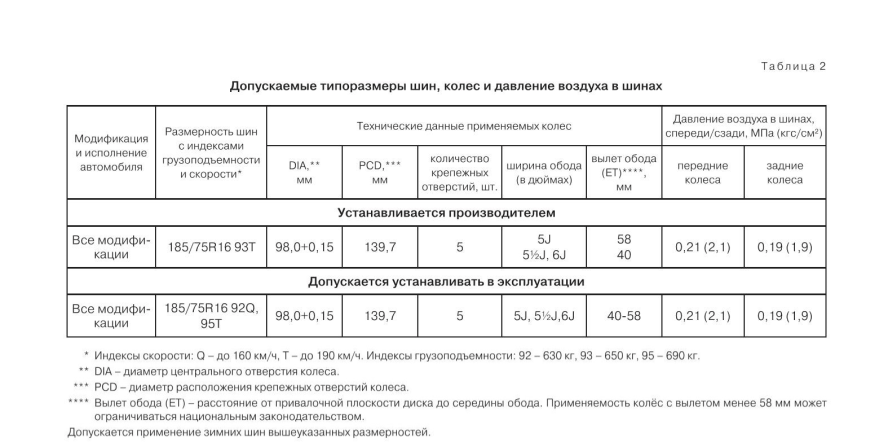 Таблица 2
Допускаемые типоразмеры шин, колес и давление воздуха в шинах
Модификация
и исполнение
автомобиля
Размерность шин
с индексами
грузоподъемности
и скорости*
Технические данные применяемых колес
DIA,**
мм
PCD,***
мм
количество
крепежных
отверстий, шт.
ширина обода
(в дюймах)
вылет обода
(ET)****,
мм
Давление воздуха в шинах,
спереди/сзади, МПа (кгс/см²)
передние
колеса
задние
колеса
Устанавливается производителем
Все модифи-
кации
185/75R16 93T
98,0+0,15
139,7
5
5J
5½J, 6J
58
40
0,21 (2,1)
0,19 (1,9)
Допускается устанавливать в эксплуатации
Все модифи-
кации
185/75R16 92Q,
95T
98,0+0,15
139,7
5
5J, 5½J,6J
40-58
0,21 (2,1)
0,19 (1,9)
* Индексы скорости: Q – до 160 км/ч, T – до 190 км/ч. Индексы грузоподъемности: 92 – 630 кг, 93 – 650 кг, 95 – 690 кг.
** DIA – диаметр центрального отверстия колеса.
*** PCD – диаметр расположения крепежных отверстий колеса.
**** Вылет обода (ET) – расстояние от привалочной плоскости диска до середины обода. Применяемость колёс с вылетом менее 58 мм может
ограничиваться национальным законодательством.
Допускается применение зимних шин вышеуказанных размерностей.